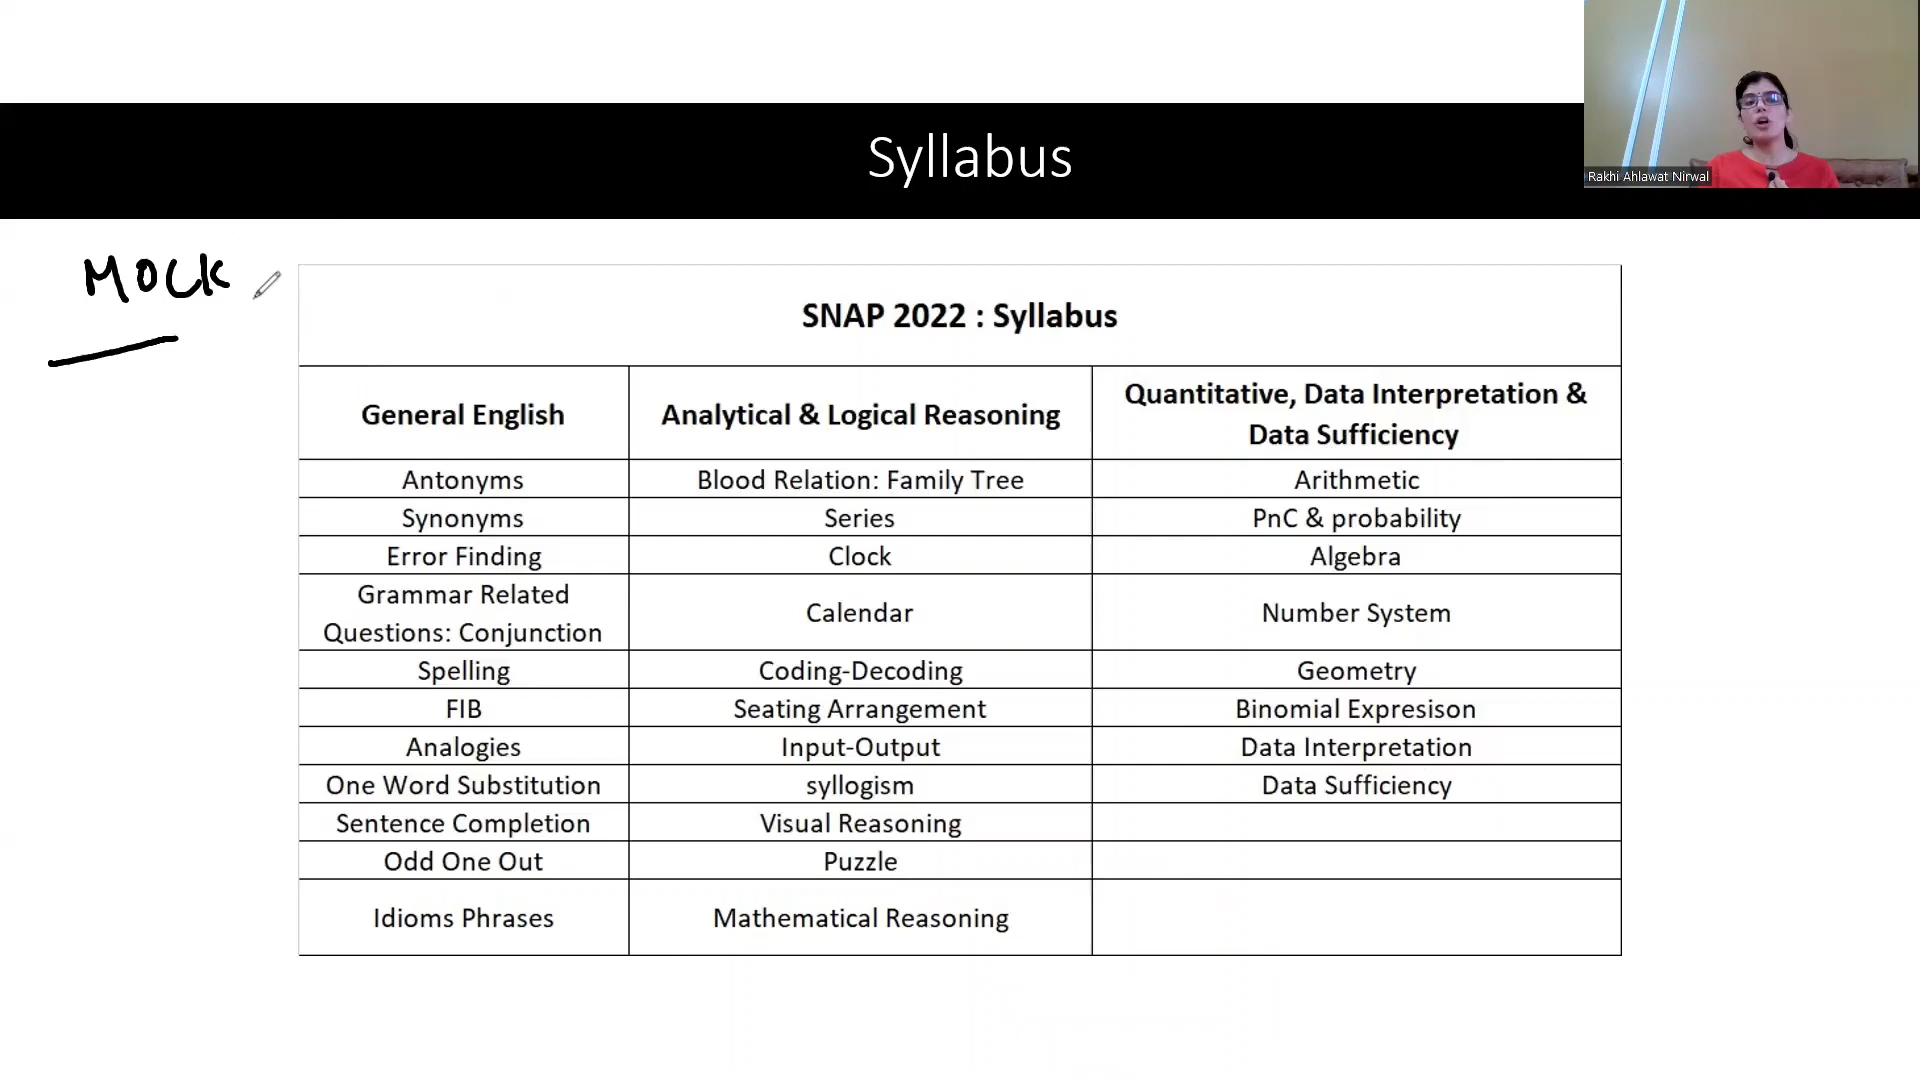 Syllabus
Rakhi Ahlawat Nirwal
MOCK
SNAP 2022 : Syllabus
General English
Analytical & Logical Reasoning
Quantitative, Data Interpretation &
Data Sufficiency
Antonyms
Blood Relation: Family Tree
Arithmetic
Synonyms
Series
PnC & probability
Error Finding
Clock
Algebra
Grammar Related
Questions: Conjunction
Calendar
Number System
Spelling
Coding-Decoding
Geometry
FIB
Seating Arrangement
Binomial Expresison
Analogies
Input-Output
Data Interpretation
One Word Substitution
syllogism
Data Sufficiency
Sentence Completion
Visual Reasoning
Odd One Out
Puzzle
Idioms Phrases
Mathematical Reasoning